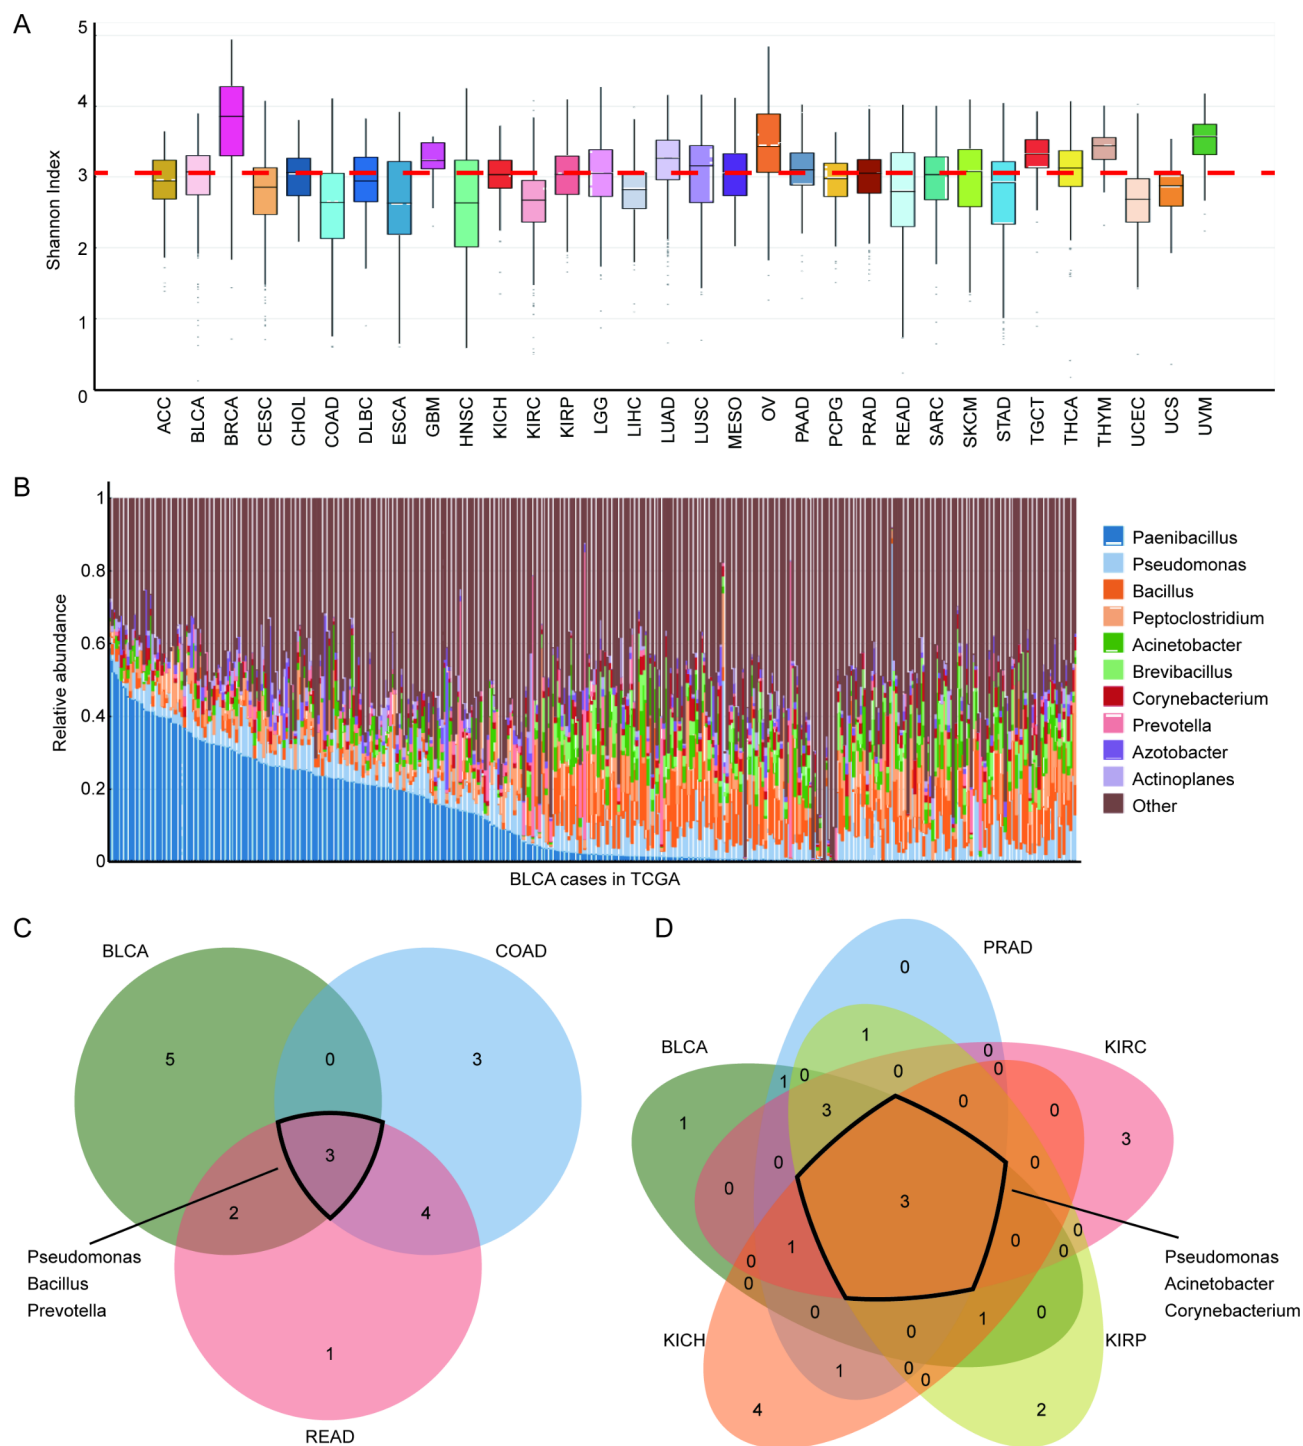 A
5
4
3
2
1
0
Shannon Index
ACC
BLCA
BRCA
CESC
CHOL
COAD
DLBC
ESCA
GBM
HNSC
KICH
KIRC
KIRP
LGG
LIHC
LUAD
LUSC
MESO
OV
PAAD
PCPG
PRAD
READ
SARC
SKCM
STAD
TGCT
THCA
THYM
UCEC
UCS
UVM
B
1
0.8
0.6
0.4
0.2
0
Relative abundance
BLCA cases in TCGA
Paenibacillus
Pseudomonas
Bacillus
Peptoclostridium
Acinetobacter
Brevibacillus
Corynebacterium
Prevotella
Azotobacter
Actinoplanes
Other
C
BLCA
COAD
5
0
3
3
2
4
1
READ
Pseudomonas
Bacillus
Prevotella
D
PRAD
BLCA
KIRC
KICH
KIRP
0
1
0
0
0
0
1
0
0
3
1
3
0
0
0
3
0
1
0
0
0
0
0
0
1
0
0
0
1
0
4
2
Pseudomonas
Acinetobacter
Corynebacterium